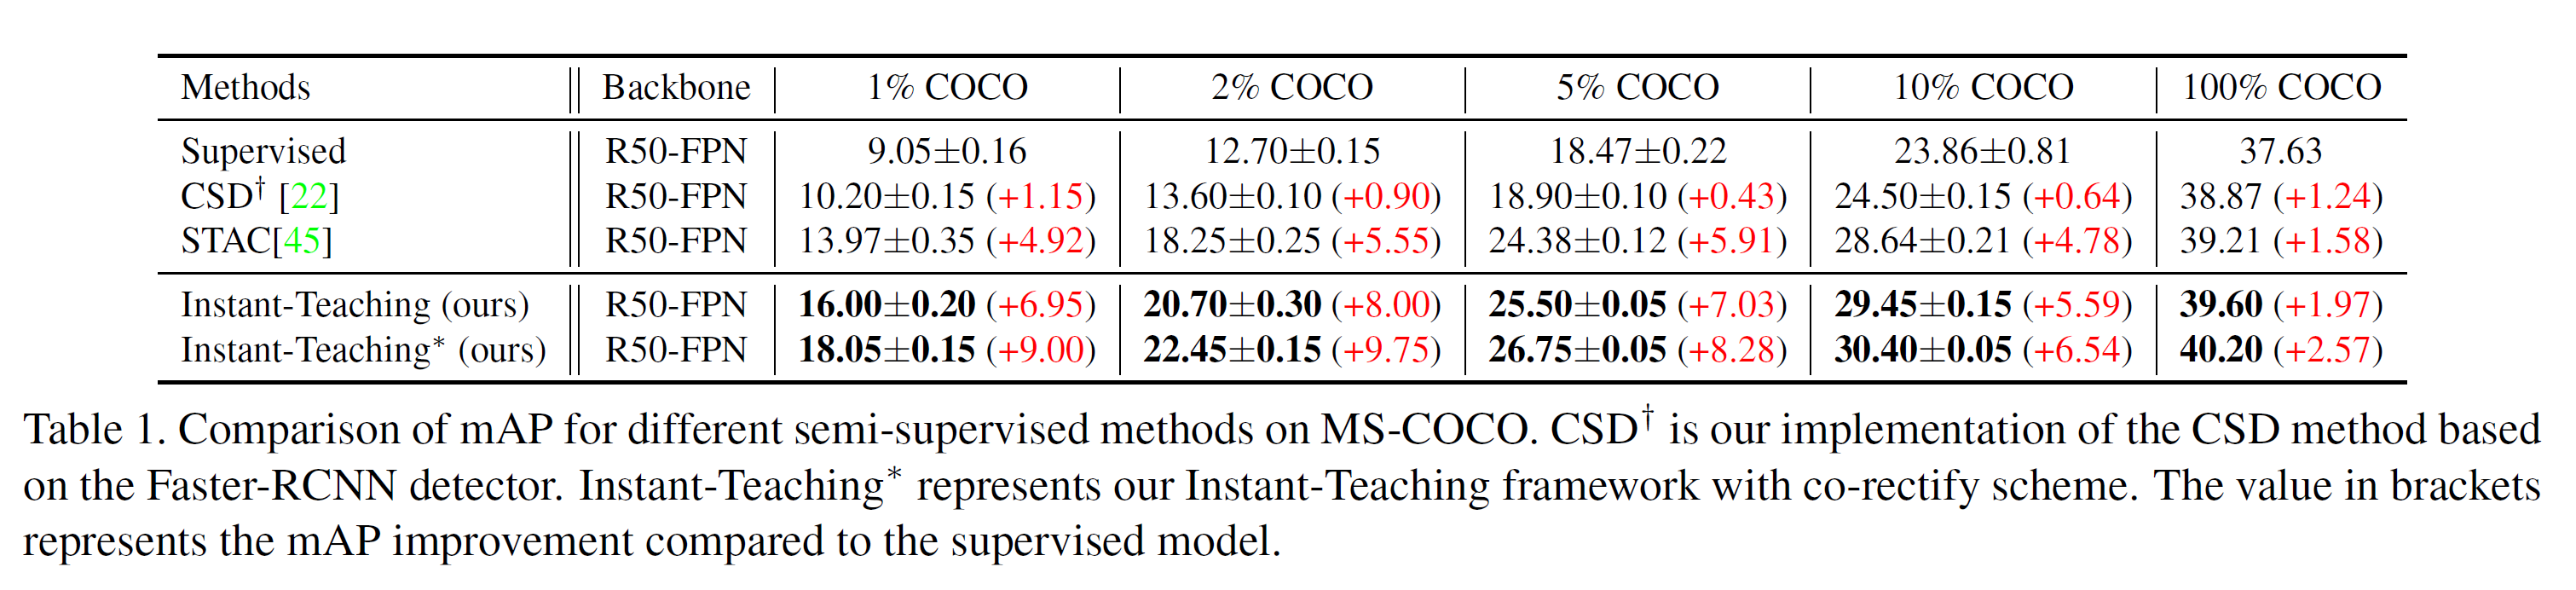 Methods Backbone 1% COCO 2% COCO 5% COCO 10% COCO 100% COCO
Supervised R50-FPN 9.05±0.16 12.70±0.15 18.47±0.22 23.86±0.81 37.63
CSD† [22] R50-FPN 10.20±0.15 (+1.15) 13.60±0.10 (+0.90) 18.90±0.10 (+0.43) 24.50±0.15 (+0.64) 38.87 (+1.24)
STAC[45] R50-FPN 13.97±0.35 (+4.92) 18.25±0.25 (+5.55) 24.38±0.12 (+5.91) 28.64±0.21 (+4.78) 39.21 (+1.58)
Instant-Teaching (ours) R50-FPN 16.00±0.20 (+6.95) 20.70±0.30 (+8.00) 25.50±0.05 (+7.03) 29.45±0.15 (+5.59) 39.60 (+1.97)
Instant-Teaching* (ours) R50-FPN 18.05±0.15 (+9.00) 22.45±0.15 (+9.75) 26.75±0.05 (+8.28) 30.40±0.05 (+6.54) 40.20 (+2.57)
Table 1. Comparison of mAP for different semi-supervised methods on MS-COCO. CSD† is our implementation of the CSD method based
on the Faster-RCNN detector. Instant-Teaching* represents our Instant-Teaching framework with co-rectify scheme. The value in brackets
represents the mAP improvement compared to the supervised model.